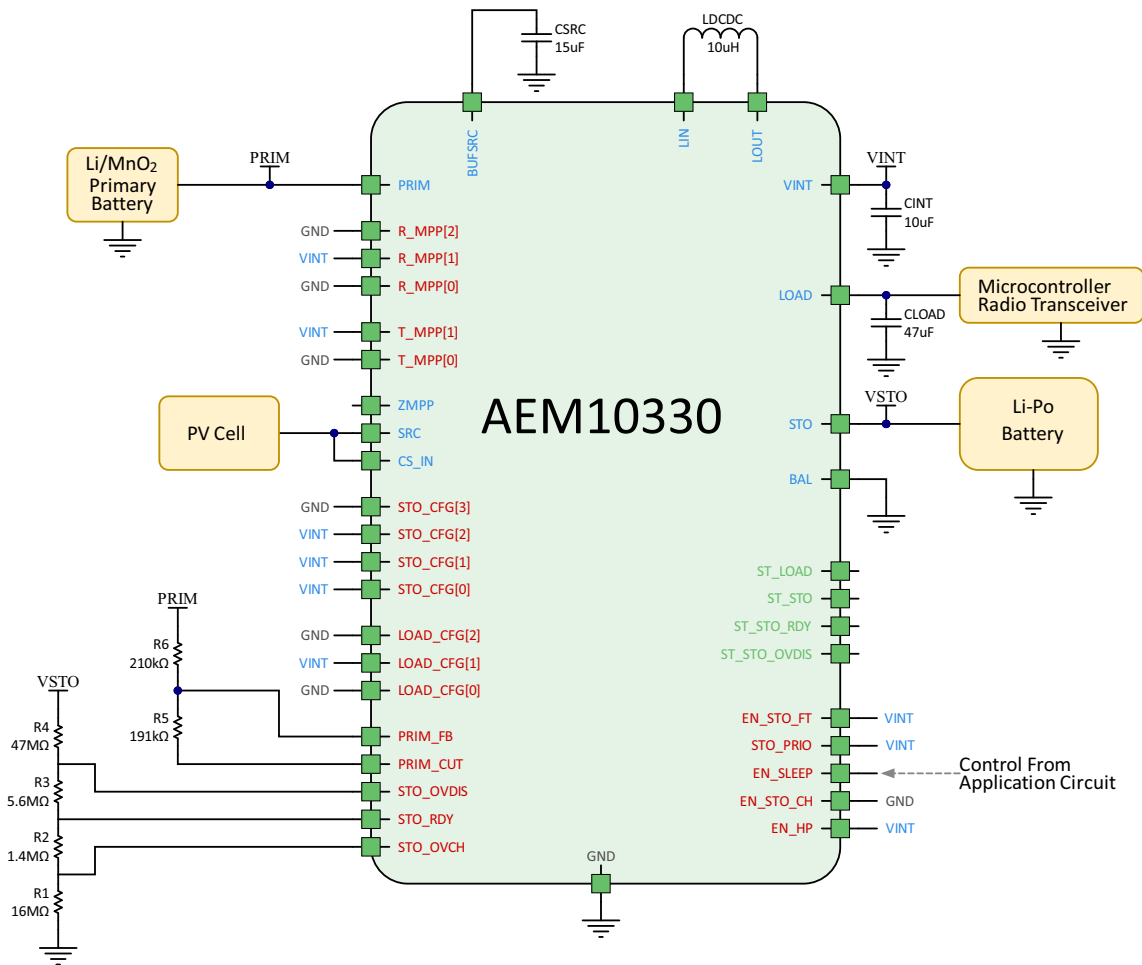 CSRC
15uF
LDCDC
10uH
BUFSRC
LIN
LOUT
Li/MnO₂
Primary
Battery
PRIM
PRIM
VINT
VINT
CINT
10uF
GND R_MPP[2]
VINT R_MPP[1]
GND R_MPP[0]
LOAD
Microcontroller
Radio Transceiver
CLOAD
47uF
VINT T_MPP[1]
GND T_MPP[0]
AEM10330
ZMPP
PV Cell
SRC
CS_IN
VSTO
STO
Li-Po
Battery
BAL
GND STO_CFG[3]
VINT STO_CFG[2]
VINT STO_CFG[1]
VINT STO_CFG[0]
ST_LOAD
ST_STO
ST_STO_RDY
ST_STO_OVDIS
PRIM
R6
210kΩ
R5
191kΩ
GND LOAD_CFG[2]
VINT LOAD_CFG[1]
GND LOAD_CFG[0]
VSTO
R4
47MΩ
R3
5.6MΩ
R2
1.4MΩ
R1
16MΩ
PRIM_FB
PRIM_CUT
STO_OVDIS
STO_RDY
STO_OVCH
EN_STO_FT VINT
STO_PRIO VINT
EN_SLEEP
Control From
Application Circuit
EN_STO_CH GND
EN_HP VINT
GND